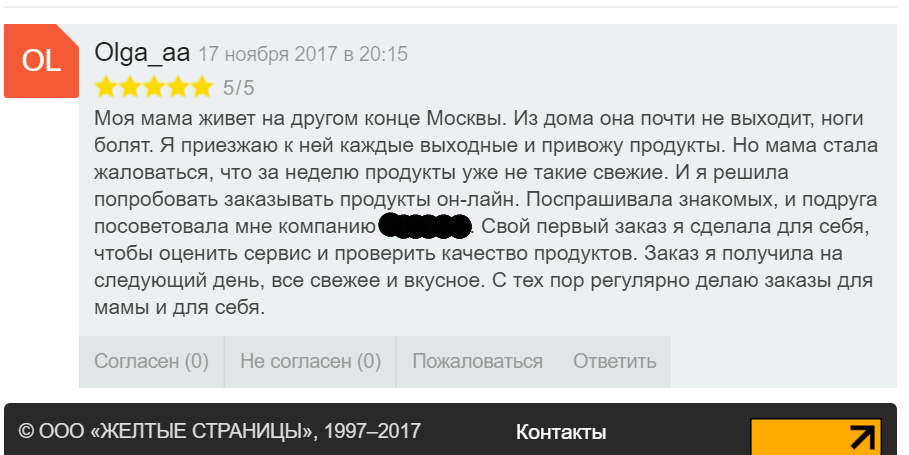 OL
Olga_aa 17 ноября 2017 в 20:15
5/5
Моя мама живет на другом конце Москвы. Из дома она почти не выходит, ноги
болят. Я приезжаю к ней каждые выходные и привожу продукты. Но мама стала
жаловаться, что за неделю продукты уже не такие свежие. И я решила
попробовать заказывать продукты он-лайн. Поспрашивала знакомых, и подруга
посоветовала мне компанию . Свой первый заказ я сделала для себя,
чтобы оценить сервис и проверить качество продуктов. Заказ я получила на
следующий день, все свежее и вкусное. С тех пор регулярно делаю заказы для
мамы и для себя.
Согласен (0) Не согласен (0) Пожаловаться Ответить
© ООО «ЖЕЛТЫЕ СТРАНИЦЫ», 1997–2017 Контакты